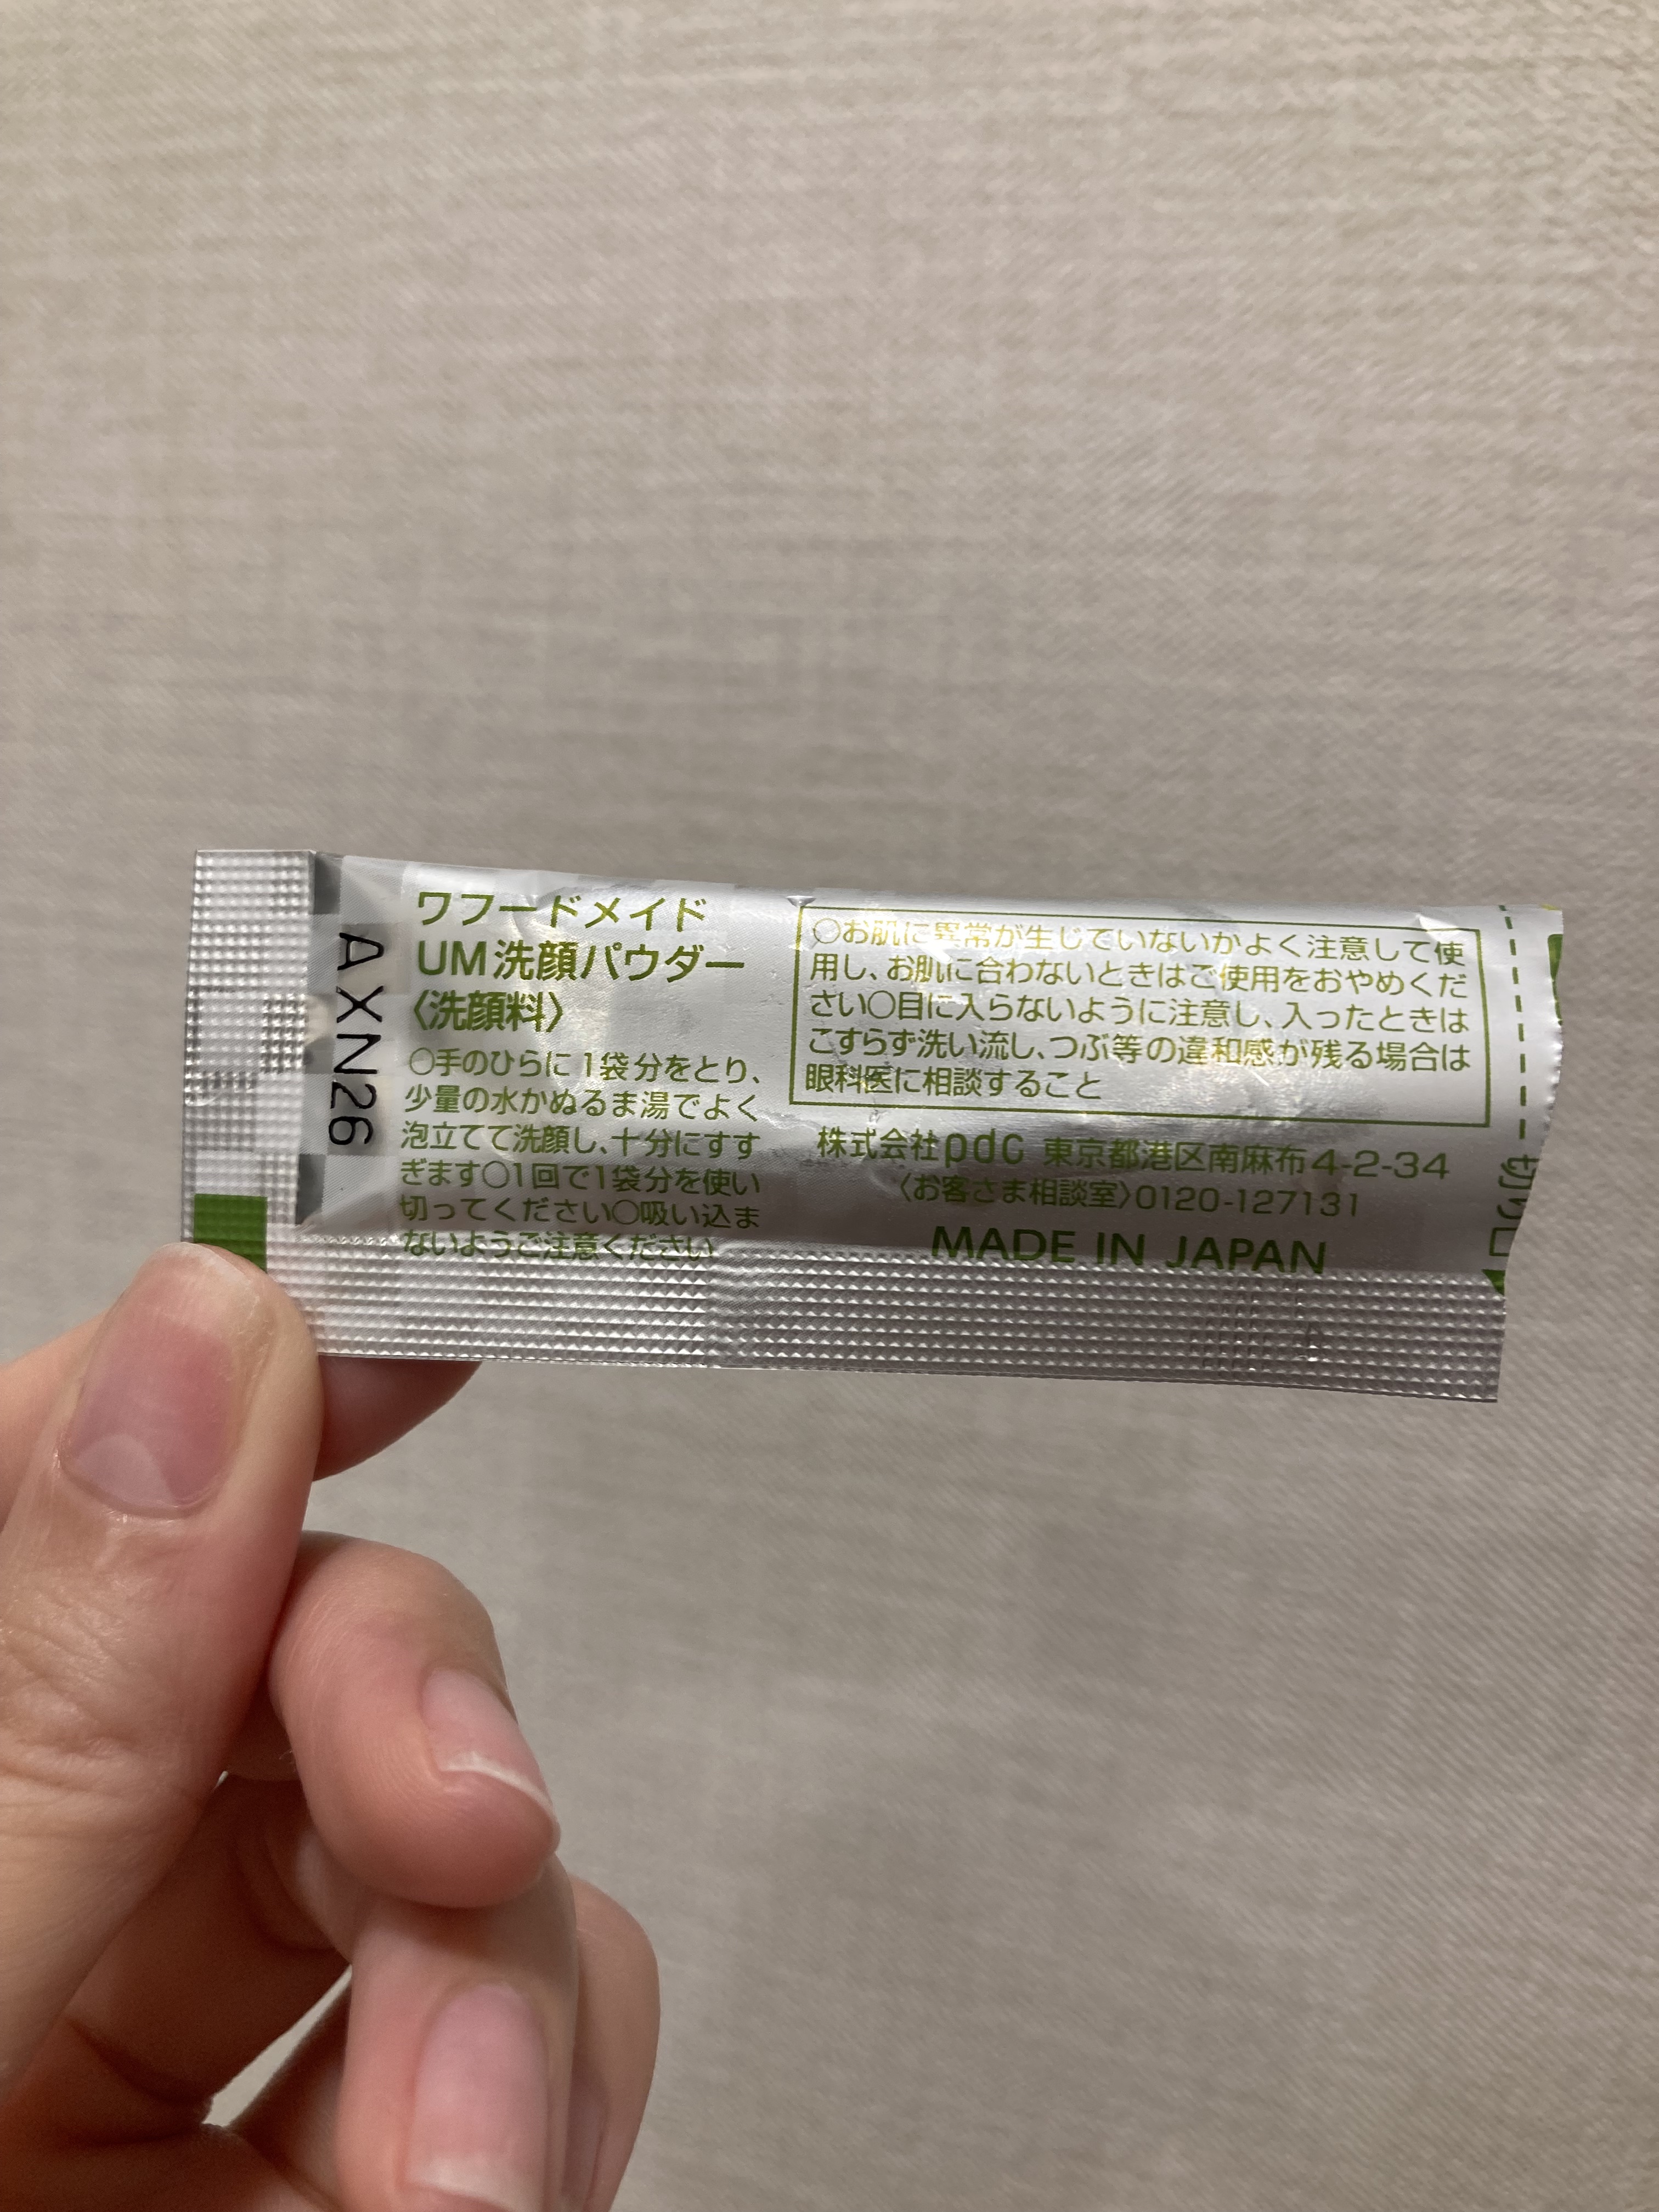 AXN26
ワフードメイド
UM洗顔パウダー
〈洗顔料〉
○手のひらに1袋分をとり、
少量の水かぬるま湯でよく
泡立てて洗顔し、十分にすす
ぎます○1回で1袋分を使い
切ってください○吸い込ま
ないようご注意ください
○お肌に異常が生じていないかよく注意して使
用し、お肌に合わないときはご使用をおやめくだ
さい○目に入らないように注意し、入ったときは
こすらず洗い流し、つぶ等の違和感が残る場合は
眼科医に相談すること
株式会社pdc 東京都港区南麻布4-2-34
〈お客さま相談室〉0120-127131
MADE IN JAPAN
切り口